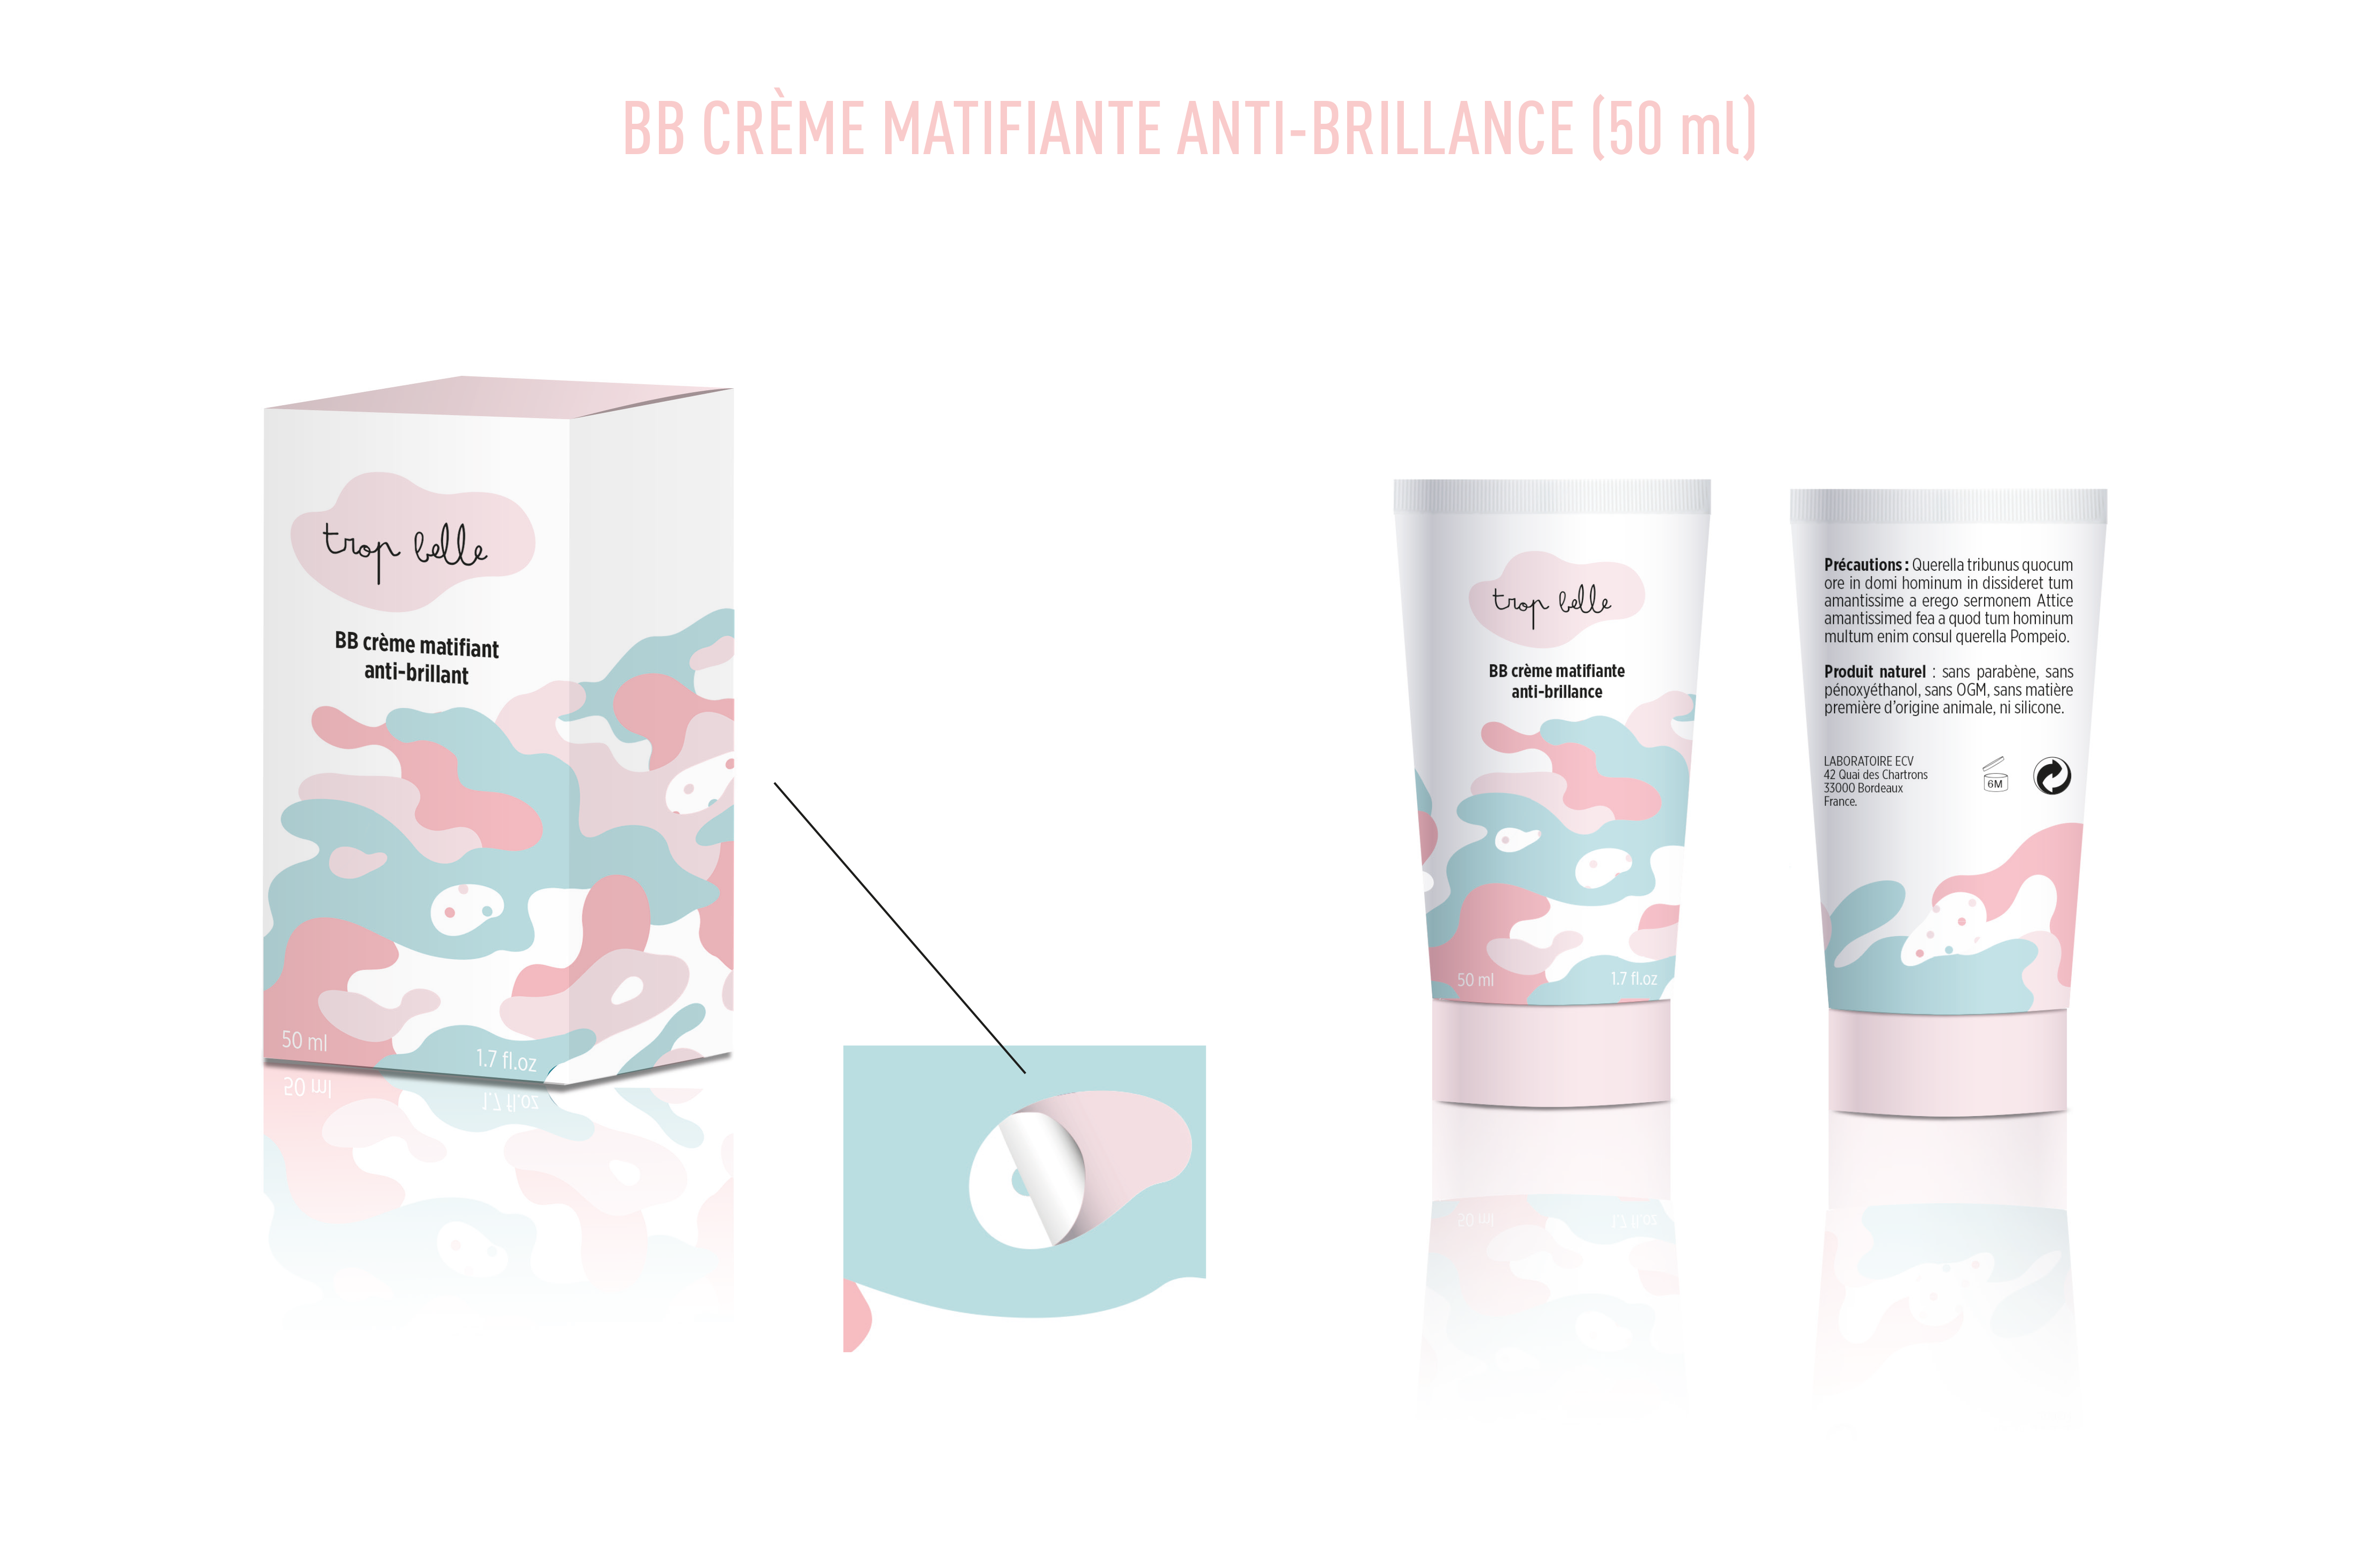 BB CRÈME MATIFIANTE ANTI-BRILLANCE (50 ml)
trop belle
BB crème matifiant
anti-brillant
50 ml
1.7 fl.oz
trop belle
BB crème matifiante
anti-brillance
50 ml
1.7 fl.oz
Précautions : Querella tribunus quocum
ore in domi hominum in dissideret tum
amantissime a erego sermonem Attice
amantissimed fea a quod tum hominum
multum enim consul querella Pompeio.
Produit naturel : sans parabène, sans
pénoxyéthanol, sans OGM, sans matière
première d'origine animale, ni silicone.
LABORATOIRE ECV
42 Quai des Chartrons
33000 Bordeaux
France.
6M